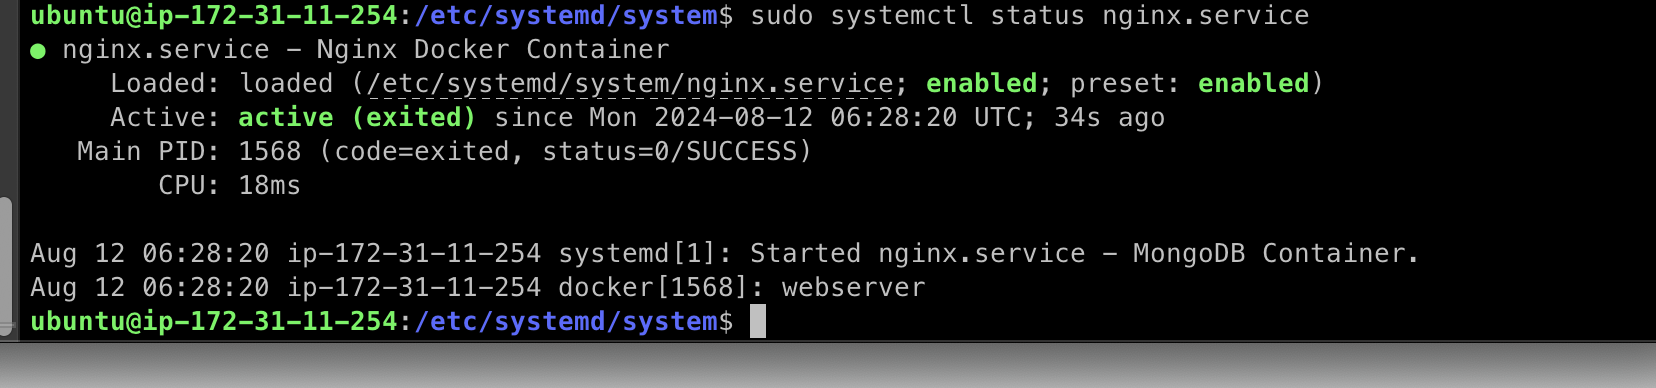 ubuntu@ip-172-31-11-254:/etc/systemd/system$ sudo systemctl status nginx.service
● nginx.service - Nginx Docker Container
Loaded: loaded (/etc/systemd/system/nginx.service; enabled; preset: enabled)
Active: active (exited) since Mon 2024-08-12 06:28:20 UTC; 34s ago
Main PID: 1568 (code=exited, status=0/SUCCESS)
CPU: 18ms
Aug 12 06:28:20 ip-172-31-11-254 systemd[1]: Started nginx.service - MongoDB Container.
Aug 12 06:28:20 ip-172-31-11-254 docker[1568]: webserver
ubuntu@ip-172-31-11-254:/etc/systemd/system$